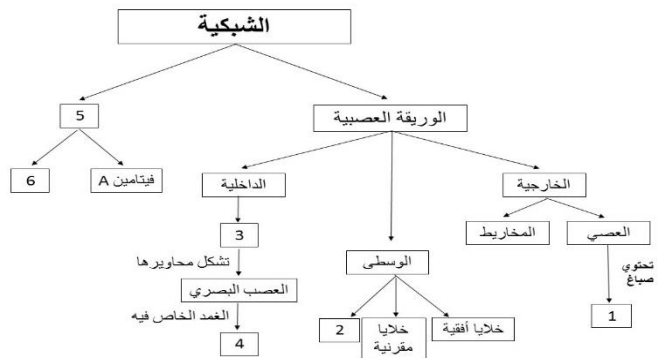 الشبكية
الوريقة العصبية
5
الخارجية
الداخلية
فيتامين A
6
العصي
المخاريط
3
تحتوي
صباغ
تشكل محاويرها
الوسطى
العصب البصري
1
خلايا أفقية
خلايا
مقرنية
2
الغمد الخاص فيه
4